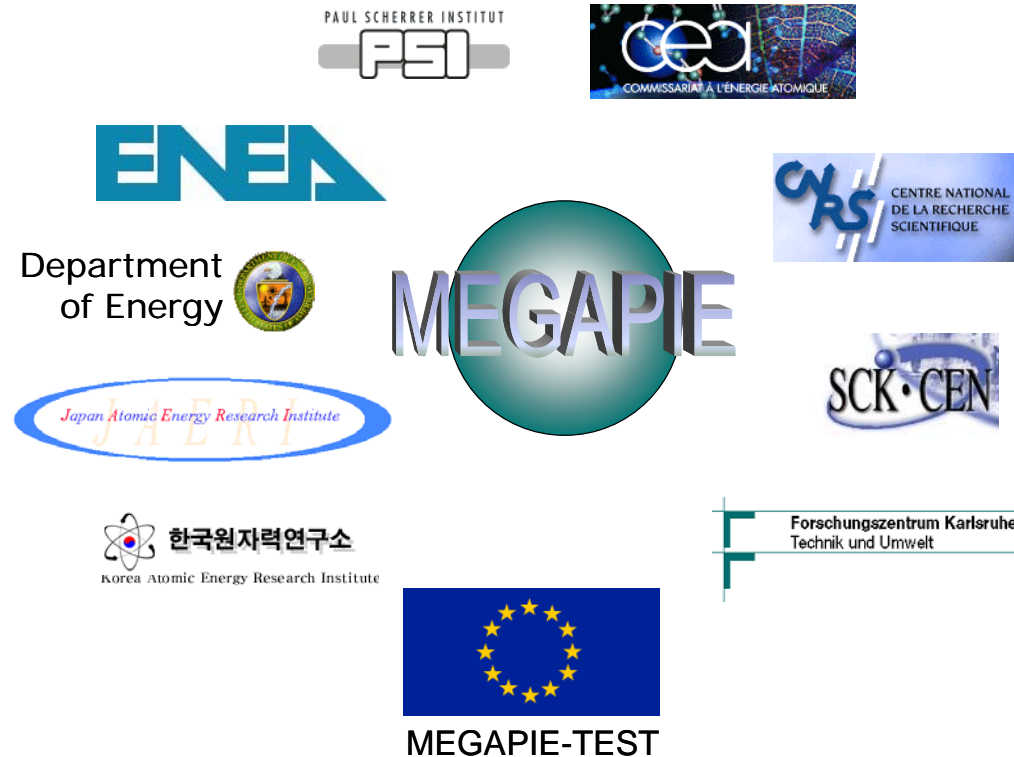 PAUL SCHERRER INSTITUT
PSI
cea
COMMISSARIAT À L'ÉNERGIE ATOMIQUE
ENEA
CNRS
CENTRE NATIONAL
DE LA RECHERCHE
SCIENTIFIQUE
Department
of Energy
MEGAPIE
SCK•CEN
JAERI
Japan Atomic Energy Research Institute
한국원자력연구소
Korea Atomic Energy Research Institute
Forschungszentrum Karlsruhe
Technik und Umwelt
MEGAPIE-TEST